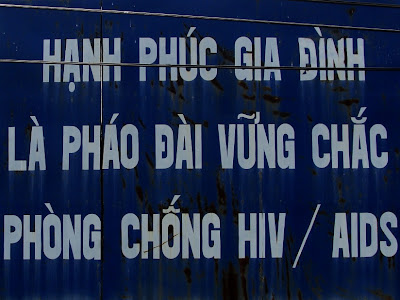 HẠNH PHÚC GIA ĐÌNH
LÀ PHÁO ĐÀI VỮNG CHẮC
PHÒNG CHỐNG HIV / AIDS